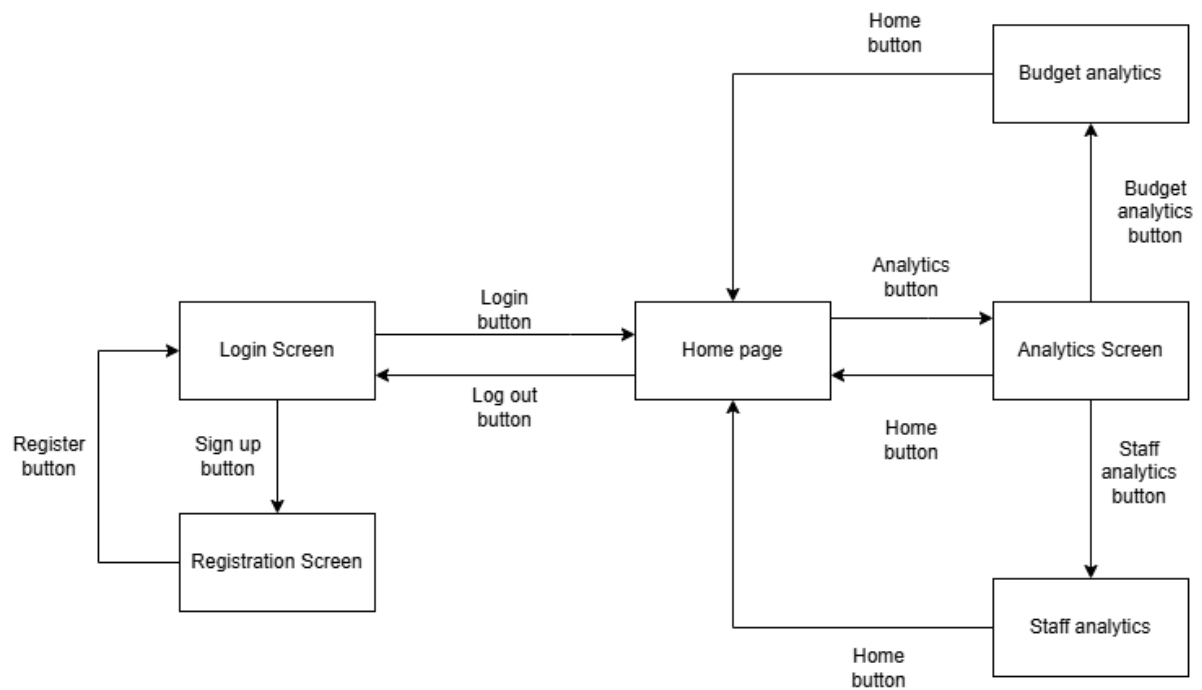 Home
button
Budget analytics
Budget
analytics
button
Analytics
button
Login
button
Login Screen
Home page
Analytics Screen
Log out
button
Home
button
Register
button
Sign up
button
Staff
analytics
button
Registration Screen
Staff analytics
Home
button